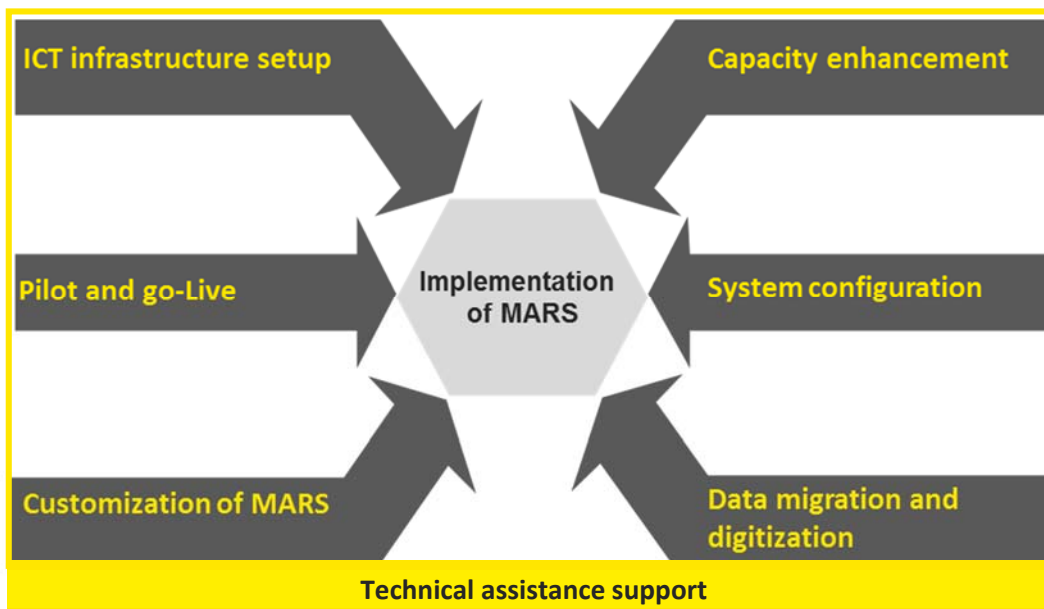 ICT infrastructure setup
Capacity enhancement
Pilot and go-Live
Implementation
of MARS
System configuration
Customization of MARS
Data migration and
digitization
Technical assistance support